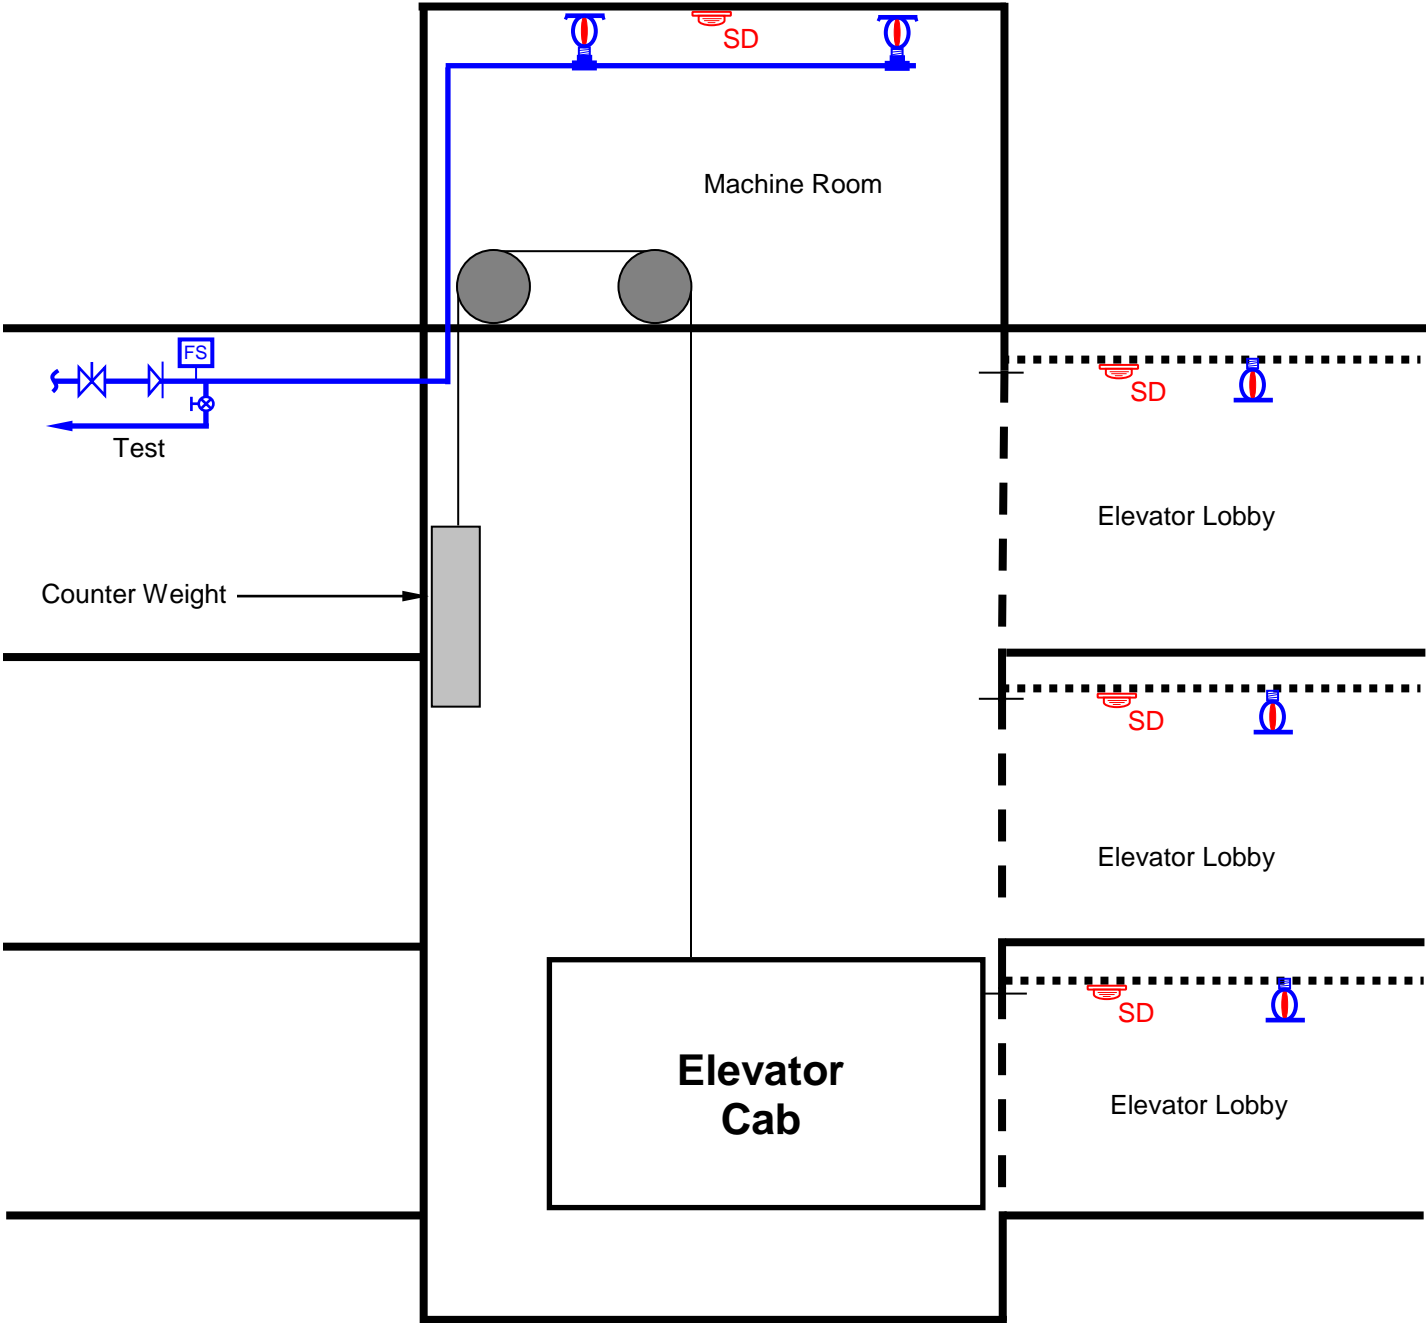 SD
Machine Room
FS
SD
Test
Elevator Lobby
Counter Weight
SD
Elevator Lobby
SD
Elevator
Cab
Elevator Lobby